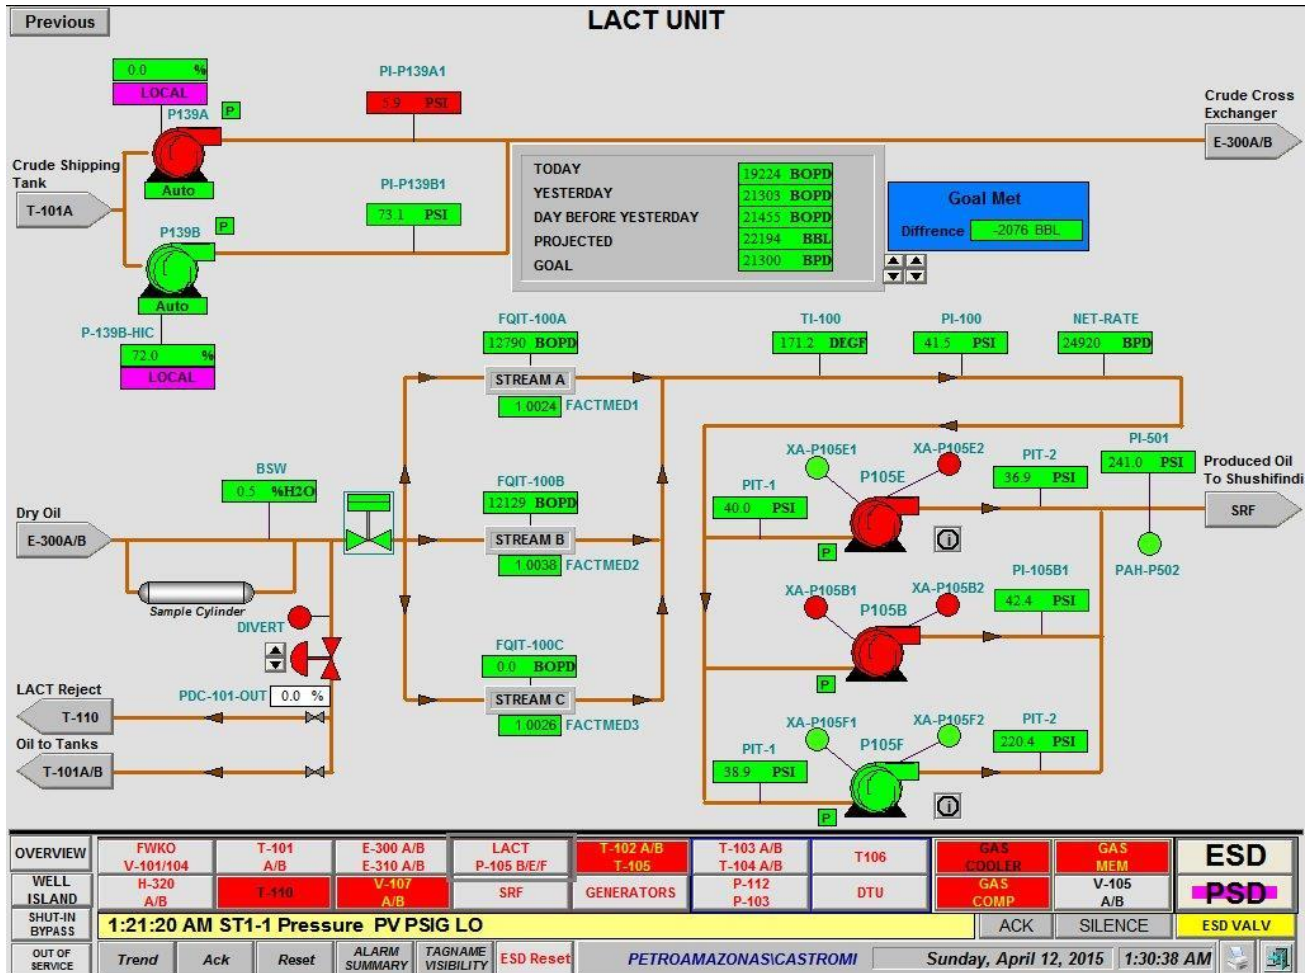 Previous
LACT UNIT
0.0 %
LOCAL
P139A
P
Auto
PI-P139A1
5.9 PSI
Crude Cross
Exchanger
E-300A/B
Crude Shipping
Tank
T-101A
PI-P139B1
73.1 PSI
P139B
P
Auto
P-139B-HIC
72.0 %
LOCAL
TODAY 19224 BOPD
YESTERDAY 21303 BOPD
DAY BEFORE YESTERDAY 21455 BOPD
PROJECTED 22194 BBL
GOAL 21300 BPD
Goal Met
Diffrence -2076 BBL
FQIT-100A
12790 BOPD
STREAM A
1.0024 FACTMED1
TI-100
171.2 DEGF
PI-100
41.5 PSI
NET-RATE
24920 BPD
BSW
0.5 %H2O
Dry Oil
E-300A/B
Sample Cylinder
FQIT-100B
12129 BOPD
STREAM B
1.0038 FACTMED2
DIVERT
PDC-101-OUT 0.0 %
LACT Reject
T-110
Oil to Tanks
T-101A/B
FQIT-100C
0.0 BOPD
STREAM C
1.0026 FACTMED3
XA-P105E1
XA-P105E2
P105E
PIT-1
40.0 PSI
P
PIT-2
36.9 PSI
PI-501
241.0 PSI
PAH-P502
Produced Oil
To Shushifindi
SRF
XA-P105B1
XA-P105B2
P105B
P
PI-105B1
42.4 PSI
XA-P105F1
XA-P105F2
P105F
PIT-1
38.9 PSI
P
PIT-2
220.4 PSI
OVERVIEW
WELL
ISLAND
SHUT-IN
BYPASS
OUT OF
SERVICE
FWKO
V-101/104
T-101
A/B
E-300 A/B
E-310 A/B
LACT
P-105 B/E/F
T-102 A/B
T-105
T-103 A/B
T-104 A/B
T106
GAS
COOLER
GAS
MEM
ESD
H-320
A/B
T-110
V-107
A/B
SRF
GENERATORS
P-112
P-103
DTU
GAS
COMP
V-105
A/B
PSD
1:21:20 AM ST1-1 Pressure PV PSIG LO
ACK
SILENCE
ESD VALV
Trend
Ack
Reset
ALARM
SUMMARY
TAGNAME
VISIBILITY
ESD Reset
PETROAMAZONAS\CASTROMI
Sunday, April 12, 2015
1:30:38 AM